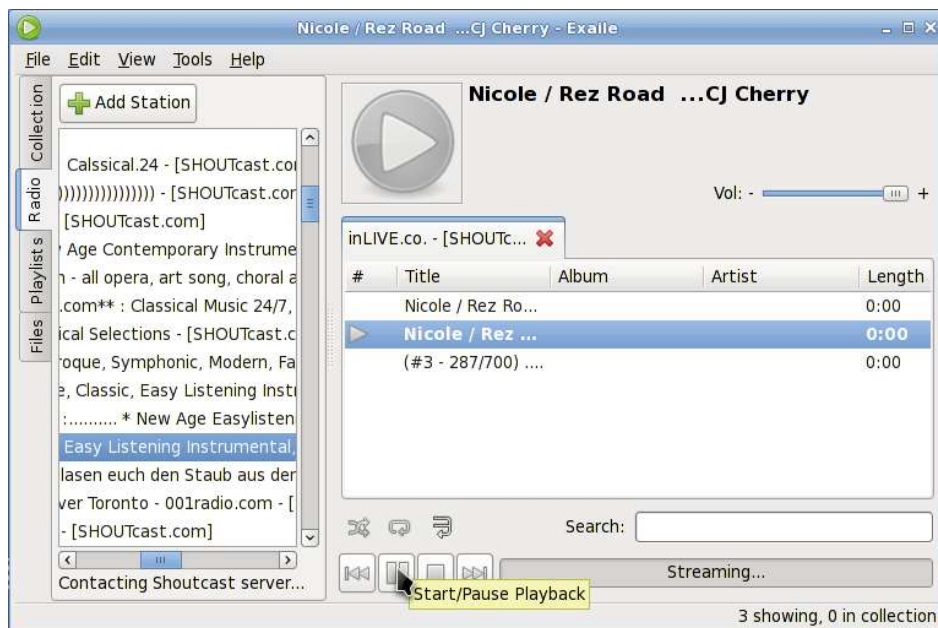 Nicole / Rez Road ...CJ Cherry - Exaile
File Edit View Tools Help
Collection
Radio
Playlists
Files
Add Station
Calssical.24 - [SHOUTcast.co
)))))))))))))))) - [SHOUTcast.cor
[SHOUTcast.com]
Age Contemporary Instrume
- all opera, art song, choral a
.com** : Classical Music 24/7,
ical Selections - [SHOUTcast.c
roque, Symphonic, Modern, Fa
e, Classic, Easy Listening Insti
:.......... * New Age Easylisten
Easy Listening Instrumental,
lasen euch den Staub aus der
ver Toronto - 001radio.com - [
- [SHOUTcast.com]
Contacting Shoutcast server...
Nicole / Rez Road ...CJ Cherry
Vol: - +
inLIVE.co. - [SHOUTc...
# Title Album Artist Length
Nicole / Rez Ro... 0:00
Nicole / Rez ... 0:00
(#3 - 287/700) .... 0:00
Search:
Streaming...
Start/Pause Playback
3 showing, 0 in collection